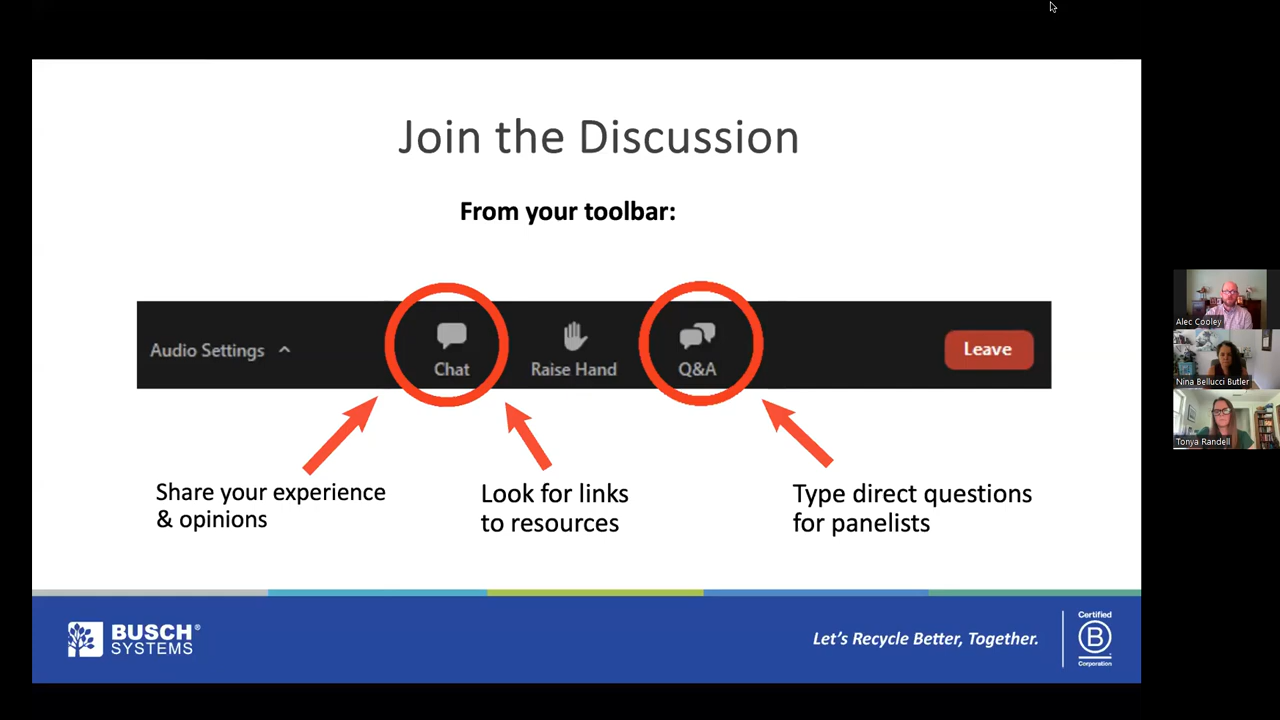 Join the Discussion
From your toolbar:
Audio Settings
Chat
Raise Hand
Q&A
Leave
Share your experience
& opinions
Look for links
to resources
Type direct questions
for panelists
BUSCH®
SYSTEMS
Let's Recycle Better, Together.
Certified
B
Corporation
Alec Cooley
Nina Bellucci Butler
Tonya Randell